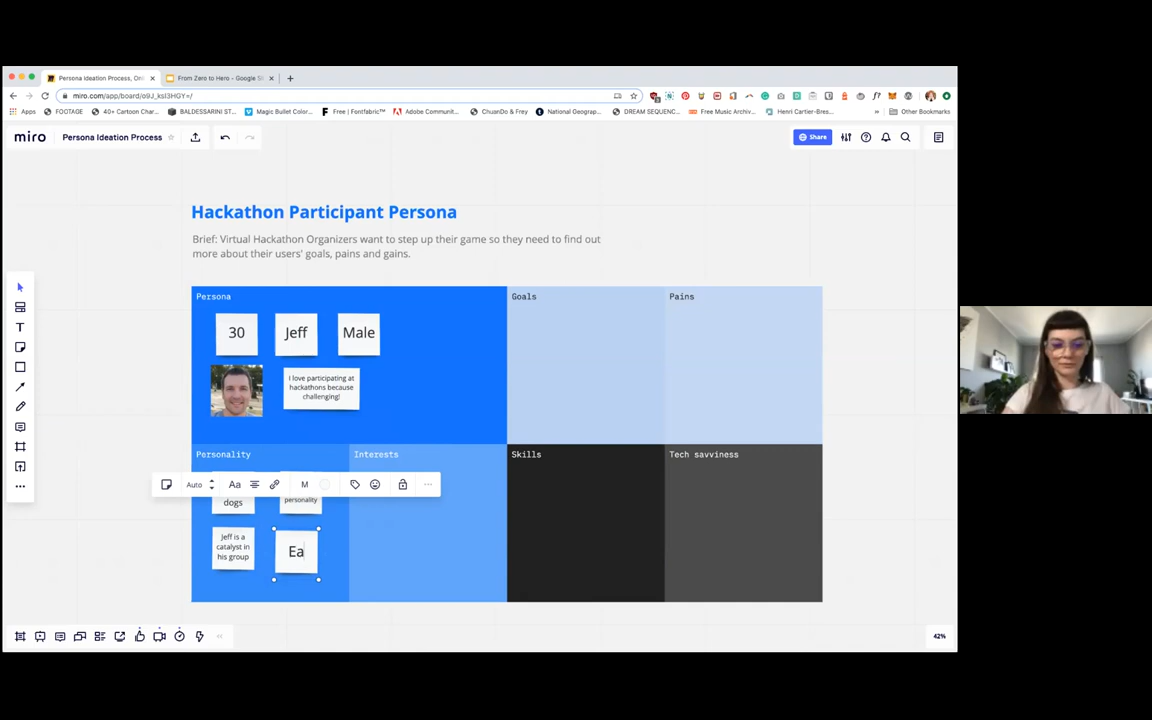 Persona Ideation Process, Onl
From Zero to Hero - Google Sli
miro.com/app/board/o9J_ksI3HGY=/
Apps
FOOTAGE
40+ Cartoon Char...
BALDESSARINI ST...
Magic Bullet Color...
Free | Fontfabric™
Adobe Communit...
ChuanDo & Frey
National Geograp...
DREAM SEQUENC...
Free Music Archiv...
Henri Cartier-Bres...
Other Bookmarks
miro
Persona Ideation Process
Share
Hackathon Participant Persona
Brief: Virtual Hackathon Organizers want to step up their game so they need to find out
more about their users' goals, pains and gains.
Persona
Goals
Pains
30
Jeff
Male
I love participating at
hackathons because
challenging!
Personality
Interests
Skills
Tech savviness
Auto
Aa
M
dogs
personality
Jeff is a
catalyst in
his group
Ea
42%